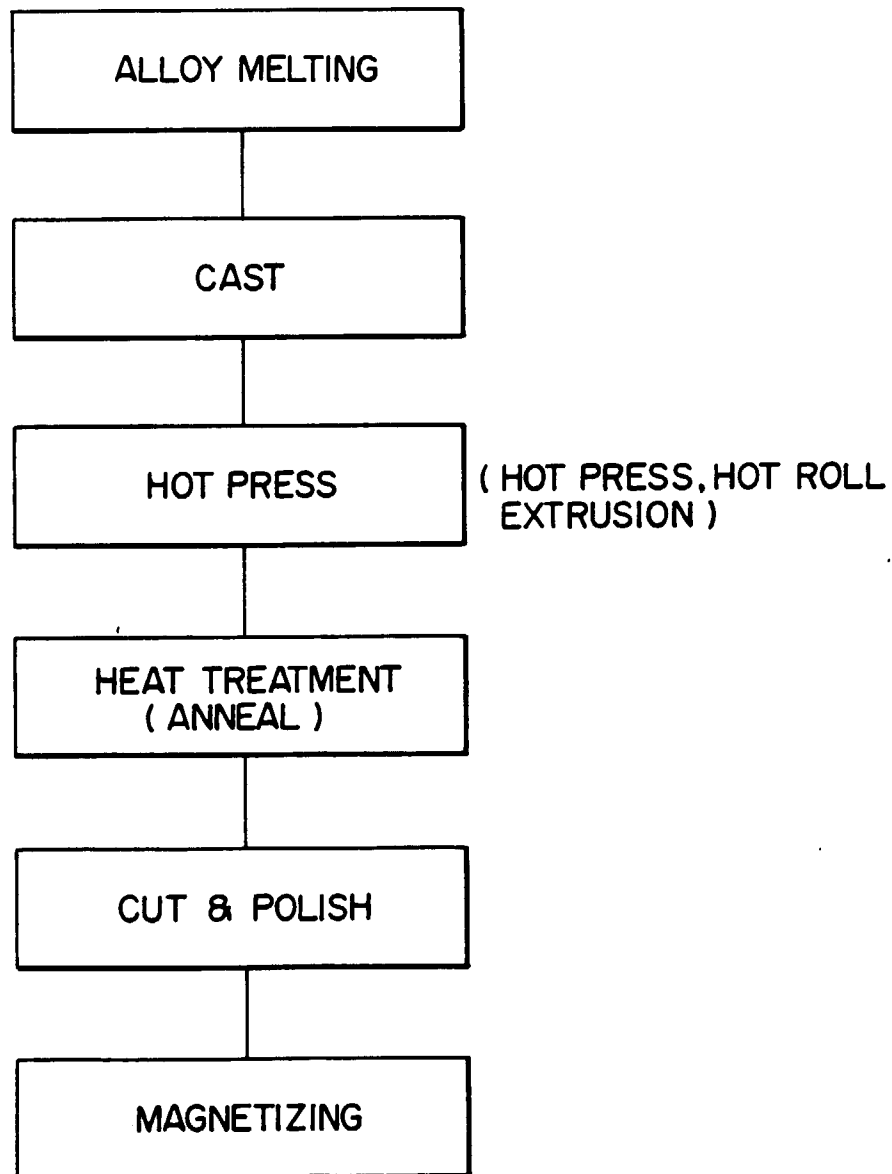 ALLOY MELTING
CAST
HOT PRESS
( HOT PRESS, HOT ROLL
EXTRUSION )
HEAT TREATMENT
( ANNEAL )
CUT & POLISH
MAGNETIZING